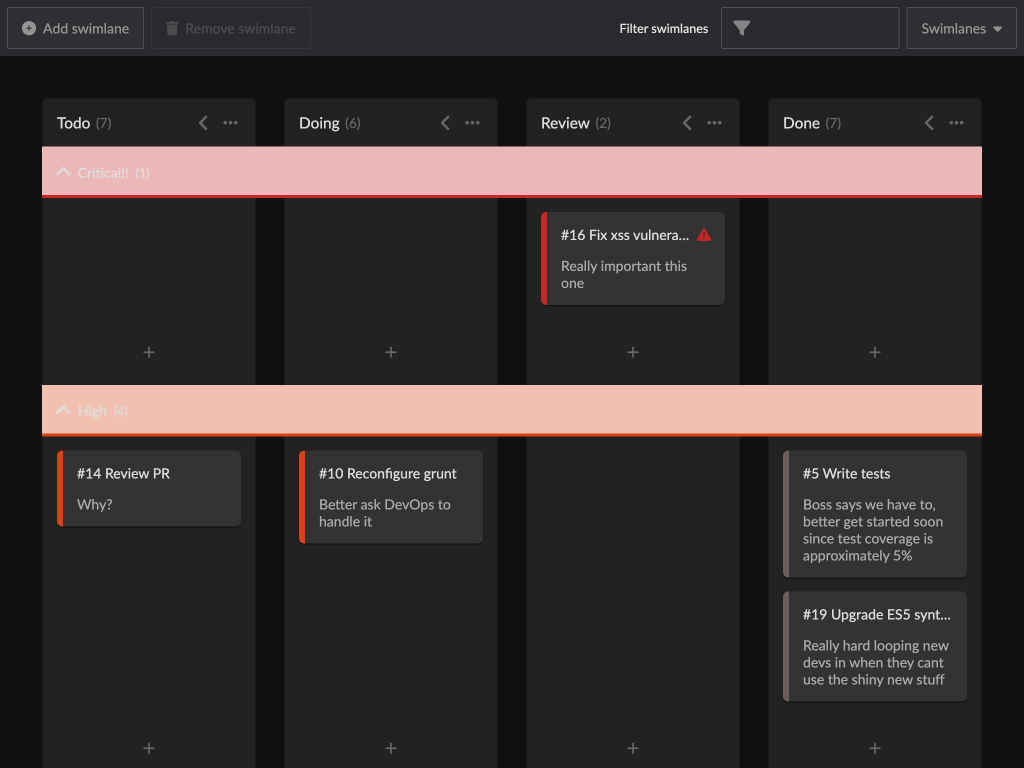 Add swimlane
Remove swimlane
Filter swimlanes
Swimlanes
Todo (7)
Doing (6)
Review (2)
Done (7)
Critical!! (1)
#16 Fix xss vulnera...
Really important this
one
High (4)
#14 Review PR
Why?
#10 Reconfigure grunt
Better ask DevOps to
handle it
#5 Write tests
Boss says we have to,
better get started soon
since test coverage is
approximately 5%
#19 Upgrade ES5 synt...
Really hard looping new
devs in when they cant
use the shiny new stuff